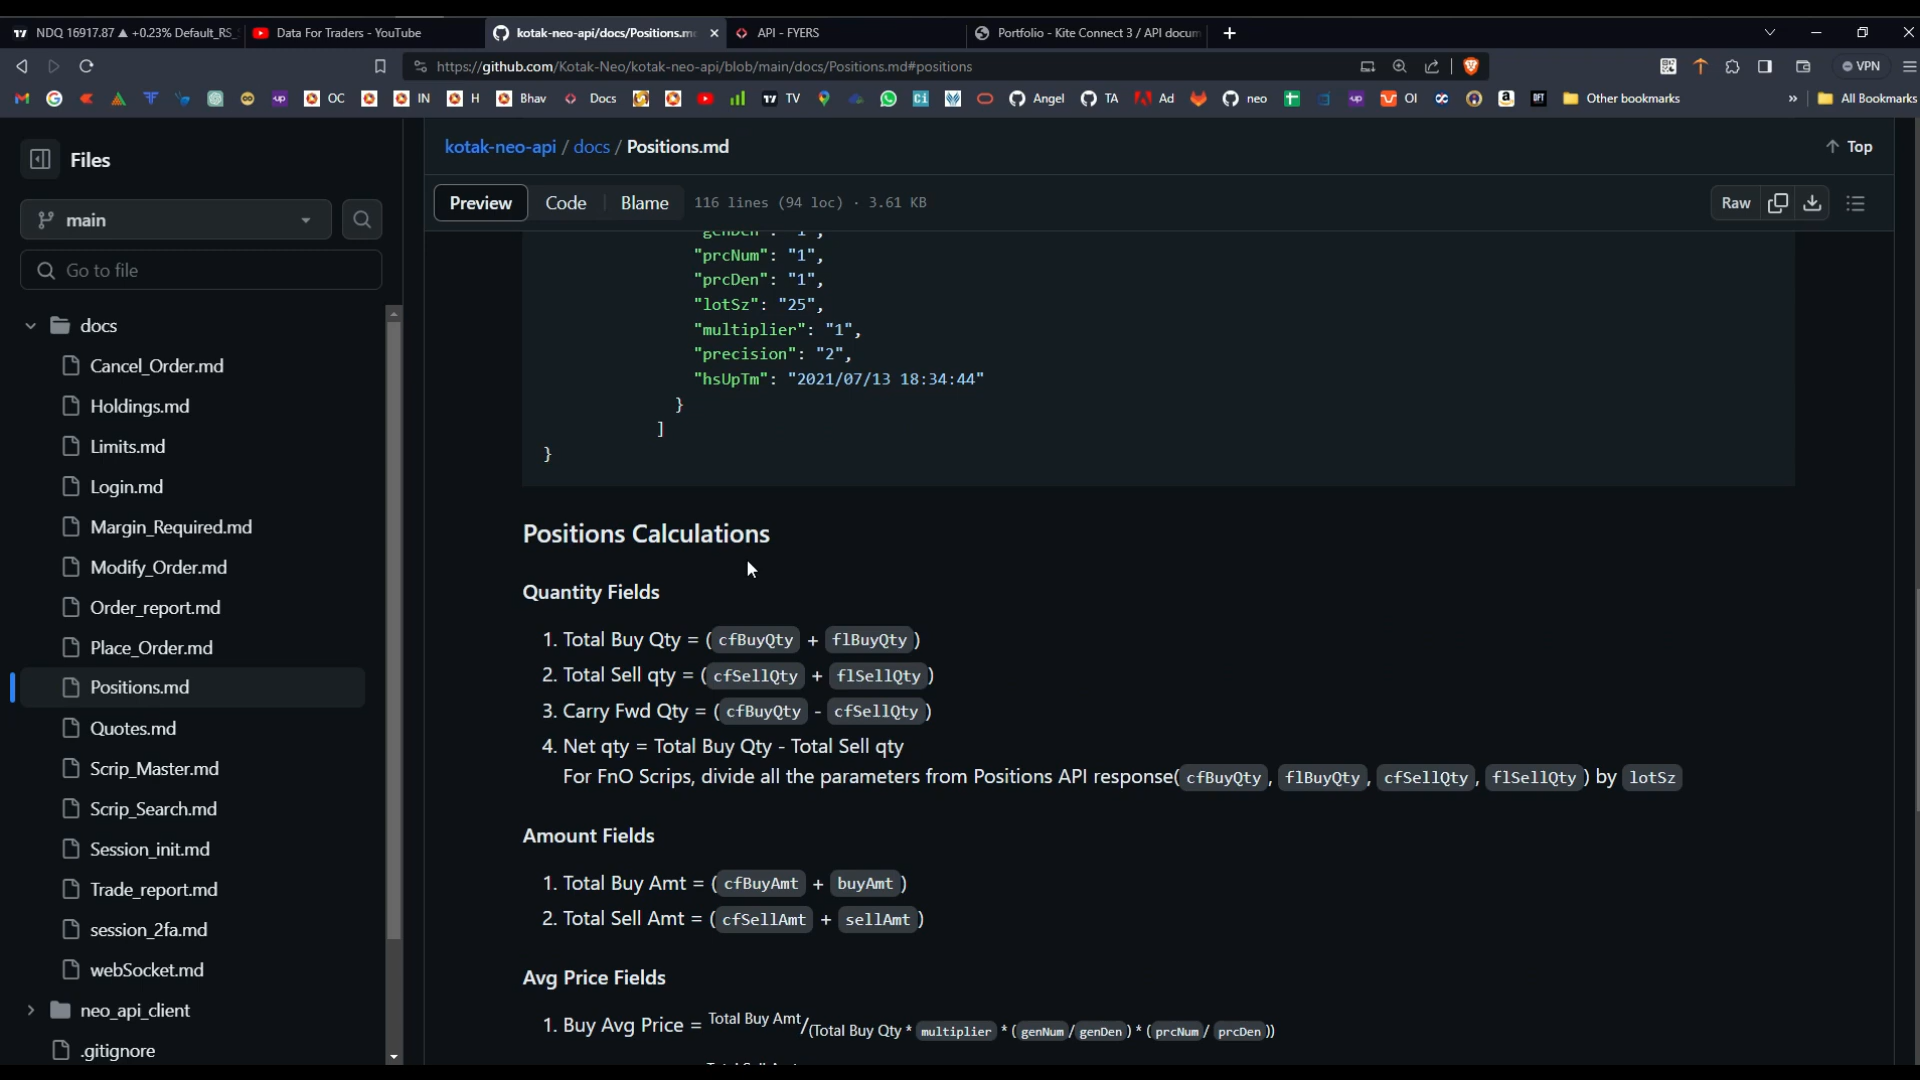 NDQ 16917.87 ▲ +0.23% Default_RS_
Data For Traders - YouTube
kotak-neo-api/docs/Positions.m
API - FYERS
Portfolio - Kite Connect 3 / API docum
https://github.com/Kotak-Neo/kotak-neo-api/blob/main/docs/Positions.md#positions
VPN
OC
IN
H
Bhav
Docs
TV
Angel
TA
Ad
neo
OI
Other bookmarks
» All Bookmarks
Files
kotak-neo-api / docs / Positions.md
Top
main
Preview
Code
Blame
116 lines (94 loc) · 3.61 KB
Raw
Go to file
docs
Cancel_Order.md
Holdings.md
Limits.md
Login.md
Margin_Required.md
Modify_Order.md
Order_report.md
Place_Order.md
Positions.md
Quotes.md
Scrip_Master.md
Scrip_Search.md
Session_init.md
Trade_report.md
session_2fa.md
webSocket.md
neo_api_client
.gitignore
"genDen": "1",
"prcNum": "1",
"prcDen": "1",
"lotSz": "25",
"multiplier": "1",
"precision": "2",
"hsUpTm": "2021/07/13 18:34:44"
}
]
}
Positions Calculations
Quantity Fields
1. Total Buy Qty = ( cfBuyQty + flBuyQty )
2. Total Sell qty = ( cfSellQty + flSellQty )
3. Carry Fwd Qty = ( cfBuyQty - cfSellQty )
4. Net qty = Total Buy Qty - Total Sell qty
For FnO Scrips, divide all the parameters from Positions API response( cfBuyQty , flBuyQty , cfSellQty , flSellQty ) by lotSz
Amount Fields
1. Total Buy Amt = ( cfBuyAmt + buyAmt )
2. Total Sell Amt = ( cfSellAmt + sellAmt )
Avg Price Fields
1. Buy Avg Price = Total Buy Amt/(Total Buy Qty * multiplier * ( genNum / genDen ) * ( prcNum / prcDen ))